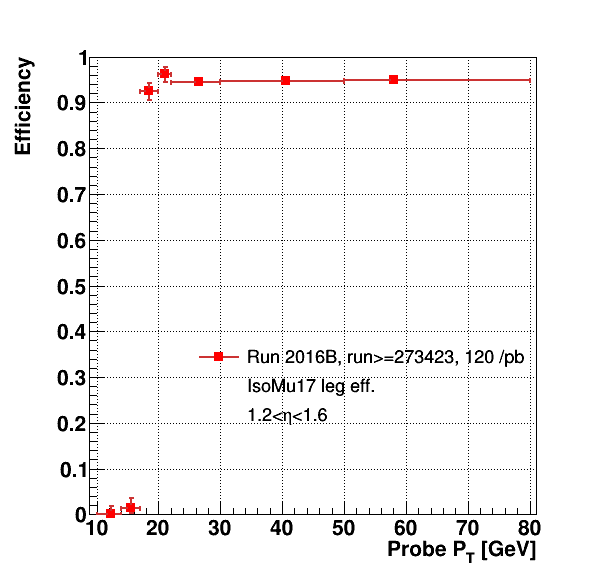 Efficiency
1
0.9
0.8
0.7
0.6
0.5
0.4
0.3
0.2
0.1
0
Run 2016B, run>=273423, 120 /pb
IsoMu17 leg eff.
1.2<η<1.6
10 20 30 40 50 60 70 80
Probe P_T [GeV]